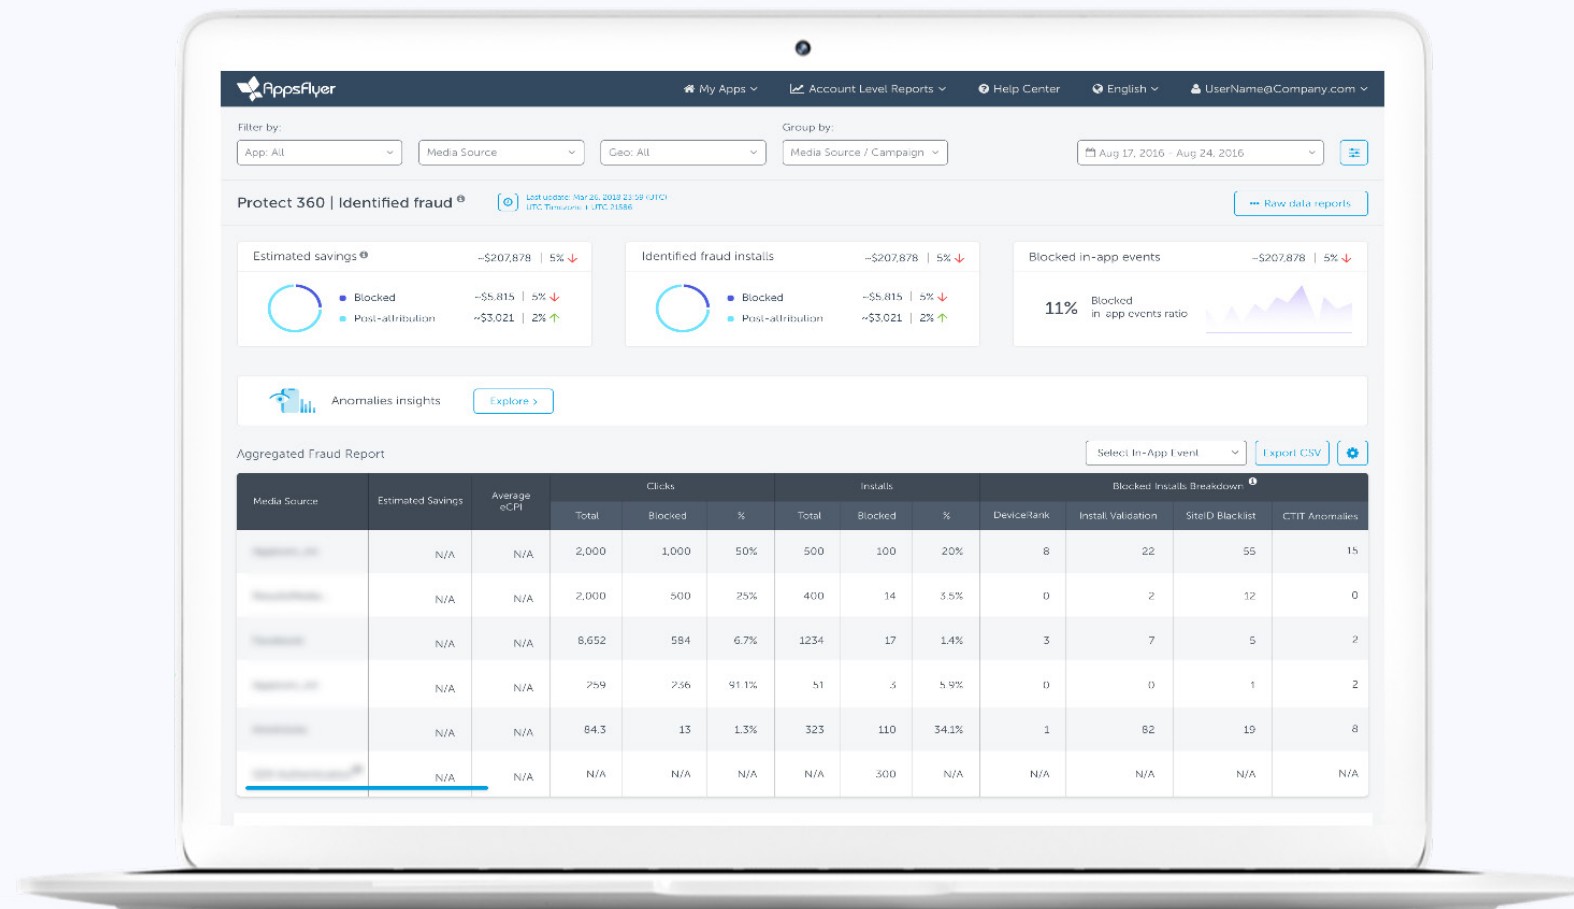 AppsFlyer
My Apps
Account Level Reports
Help Center
English
UserName@Company.com
Filter by:
Group by:
App: All
Media Source
Geo: All
Media Source / Campaign
Aug 17, 2016 - Aug 24, 2016
Protect 360 | Identified fraud
Last update: Mar 26, 2018 23:59 (UTC)
Raw data reports
Estimated savings ~$207,878 | 5%
Blocked ~$5,815 | 5%
Post-attribution ~$3,021 | 2%
Identified fraud installs ~$207,878 | 5%
Blocked ~$5,815 | 5%
Post-attribution ~$3,021 | 2%
Blocked in-app events ~$207,878 | 5%
11% Blocked
in-app events ratio
Anomalies insights
Explore >
Aggregated Fraud Report
Select In-App Event
Export CSV
Media Source Estimated Savings Average eCPI Clicks Installs Blocked Installs Breakdown
Total Blocked % Total Blocked % DeviceRank Install Validation SiteID Blacklist CTIT Anomalies
N/A N/A 2,000 1,000 50% 500 100 20% 8 22 55 15
N/A N/A 2,000 500 25% 400 14 3.5% 0 2 12 0
N/A N/A 8,652 584 6.7% 1234 17 1.4% 3 7 5 2
N/A N/A 259 236 91.1% 51 3 5.9% 0 0 1 2
N/A N/A 84.3 13 1.3% 323 110 34.1% 1 82 19 8
N/A N/A N/A N/A N/A N/A 300 N/A N/A N/A N/A N/A